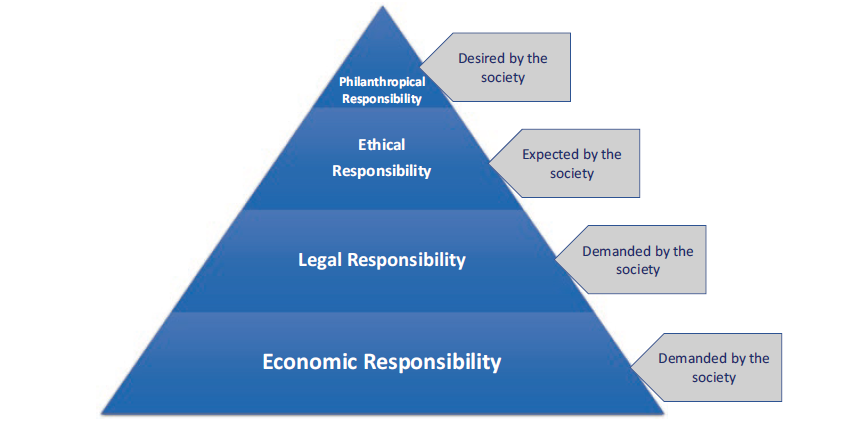 Desired by the
society
Philanthropical
Responsibility
Ethical
Responsibility
Expected by the
society
Legal Responsibility
Demanded by the
society
Economic Responsibility
Demanded by the
society